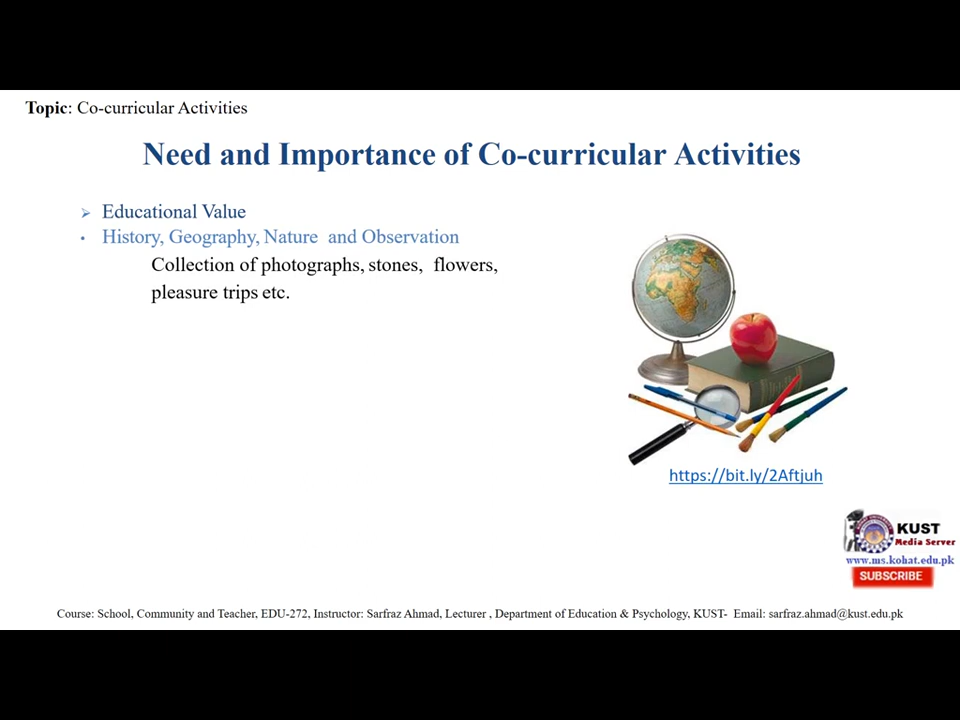 Topic: Co-curricular Activities
Need and Importance of Co-curricular Activities
➢ Educational Value
• History, Geography, Nature and Observation
Collection of photographs, stones, flowers,
pleasure trips etc.
https://bit.ly/2Aftjuh
KUST
Media Server
www.ms.kohat.edu.pk
SUBSCRIBE
Course: School, Community and Teacher, EDU-272, Instructor: Sarfraz Ahmad, Lecturer , Department of Education & Psychology, KUST- Email: sarfraz.ahmad@kust.edu.pk